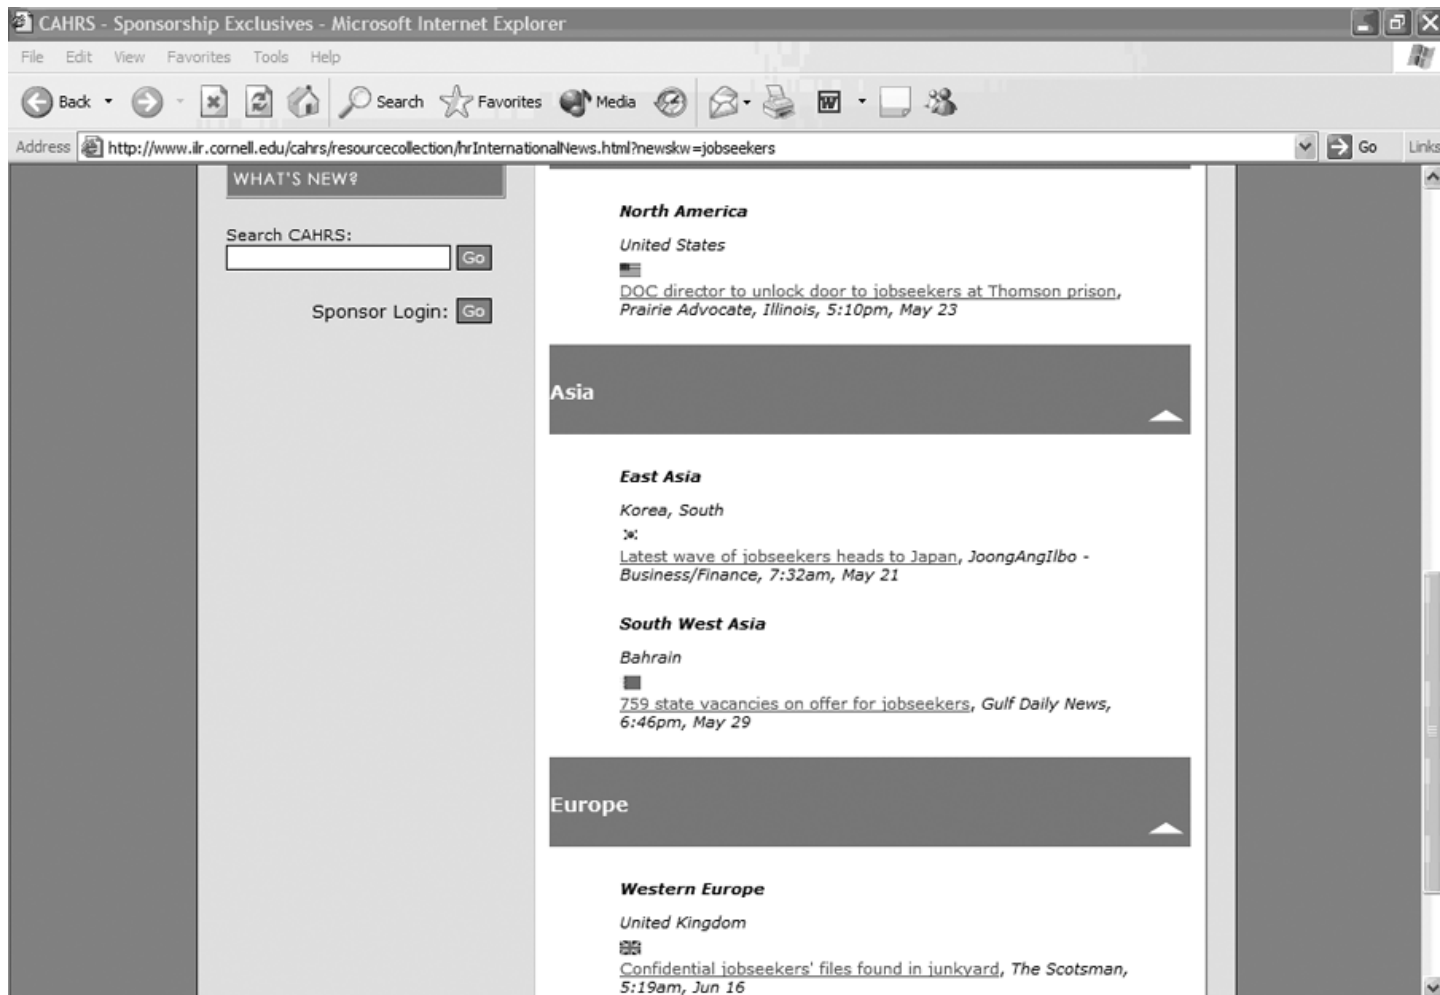 CAHRS - Sponsorship Exclusives - Microsoft Internet Explorer
File Edit View Favorites Tools Help
Back Search Favorites Media W
Address http://www.ilr.cornell.edu/cahrs/resourcecollection/hrInternationalNews.html?newskw=jobseekers Go Links
WHAT'S NEW?
Search CAHRS:
Go
Sponsor Login: Go
North America
United States
DOC director to unlock door to jobseekers at Thomson prison,
Prairie Advocate, Illinois, 5:10pm, May 23
Asia
East Asia
Korea, South
Latest wave of jobseekers heads to Japan, JoongAngIlbo -
Business/Finance, 7:32am, May 21
South West Asia
Bahrain
759 state vacancies on offer for jobseekers, Gulf Daily News,
6:46pm, May 29
Europe
Western Europe
United Kingdom
Confidential jobseekers' files found in junkyard, The Scotsman,
5:19am, Jun 16